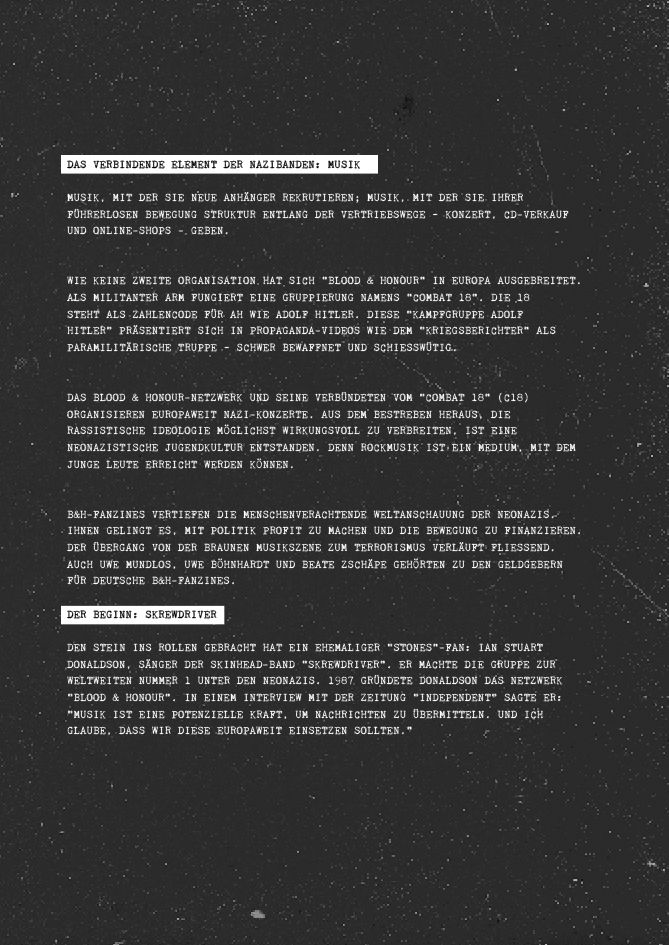 DAS VERBINDENDE ELEMENT DER NAZIBANDEN: MUSIK
MUSIK, MIT DER SIE NEUE ANHÄNGER REKRUTIEREN; MUSIK, MIT DER SIE IHRER
FÜHRERLOSEN BEWEGUNG STRUKTUR ENTLANG DER VERTRIEBSWEGE - KONZERT, CD-VERKAUF
UND ONLINE-SHOPS - GEBEN.
WIE KEINE ZWEITE ORGANISATION HAT SICH "BLOOD & HONOUR" IN EUROPA AUSGEBREITET.
ALS MILITANTER ARM FUNGIERT EINE GRUPPIERUNG NAMENS "COMBAT 18". DIE 18
STEHT ALS ZAHLENCODE FÜR AH WIE ADOLF HITLER. DIESE "KAMPFGRUPPE ADOLF
HITLER" PRÄSENTIERT SICH IN PROPAGANDA-VIDEOS WIE DEM "KRIEGSBERICHTER" ALS
PARAMILITÄRISCHE TRUPPE - SCHWER BEWAFFNET UND SCHIESSWÜTIG.
DAS BLOOD & HONOUR-NETZWERK UND SEINE VERBÜNDETEN VOM "COMBAT 18" (C18)
ORGANISIEREN EUROPAWEIT NAZI-KONZERTE. AUS DEM BESTREBEN HERAUS, DIE
RASSISTISCHE IDEOLOGIE MÖGLICHST WIRKUNGSVOLL ZU VERBREITEN, IST EINE
NEONAZISTISCHE JUGENDKULTUR ENTSTANDEN. DENN ROCKMUSIK IST EIN MEDIUM, MIT DEM
JUNGE LEUTE ERREICHT WERDEN KÖNNEN.
B&H-FANZINES VERTIEFEN DIE MENSCHENVERACHTENDE WELTANSCHAUUNG DER NEONAZIS.
IHNEN GELINGT ES, MIT POLITIK PROFIT ZU MACHEN UND DIE BEWEGUNG ZU FINANZIEREN.
DER ÜBERGANG VON DER BRAUNEN MUSIKSZENE ZUM TERRORISMUS VERLÄUFT FLIESSEND.
AUCH UWE MUNDLOS, UWE BÖHNHARDT UND BEATE ZSCHÄPE GEHÖRTEN ZU DEN GELDGEBERN
FÜR DEUTSCHE B&H-FANZINES.
DER BEGINN: SKREWDRIVER
DEN STEIN INS ROLLEN GEBRACHT HAT EIN EHEMALIGER "STONES"-FAN: IAN STUART
DONALDSON, SÄNGER DER SKINHEAD-BAND "SKREWDRIVER". ER MACHTE DIE GRUPPE ZUR
WELTWEITEN NUMMER 1 UNTER DEN NEONAZIS. 1987 GRÜNDETE DONALDSON DAS NETZWERK
"BLOOD & HONOUR". IN EINEM INTERVIEW MIT DER ZEITUNG "INDEPENDENT" SAGTE ER:
"MUSIK IST EINE POTENZIELLE KRAFT, UM NACHRICHTEN ZU ÜBERMITTELN. UND ICH
GLAUBE, DASS WIR DIESE EUROPAWEIT EINSETZEN SOLLTEN."